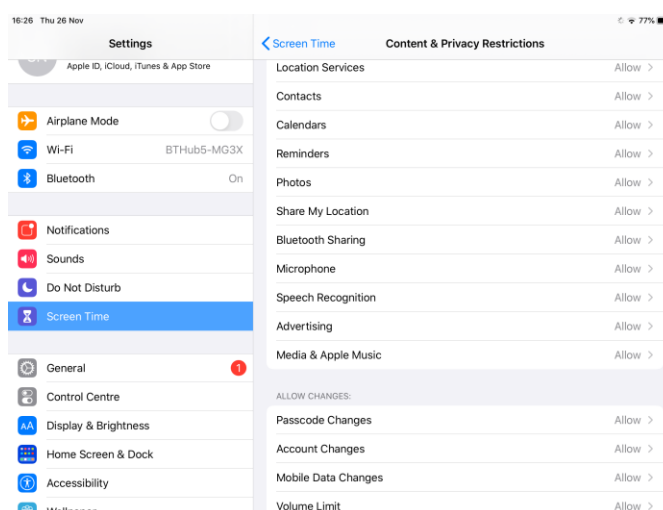 16:26 Thu 26 Nov
77%
Settings
Apple ID, iCloud, iTunes & App Store
Airplane Mode
Wi-Fi BTHub5-MG3X
Bluetooth On
Notifications
Sounds
Do Not Disturb
Screen Time
General 1
Control Centre
AA Display & Brightness
Home Screen & Dock
Accessibility
Screen Time Content & Privacy Restrictions
Location Services Allow
Contacts Allow
Calendars Allow
Reminders Allow
Photos Allow
Share My Location Allow
Bluetooth Sharing Allow
Microphone Allow
Speech Recognition Allow
Advertising Allow
Media & Apple Music Allow
ALLOW CHANGES:
Passcode Changes Allow
Account Changes Allow
Mobile Data Changes Allow
Volume Limit Allow